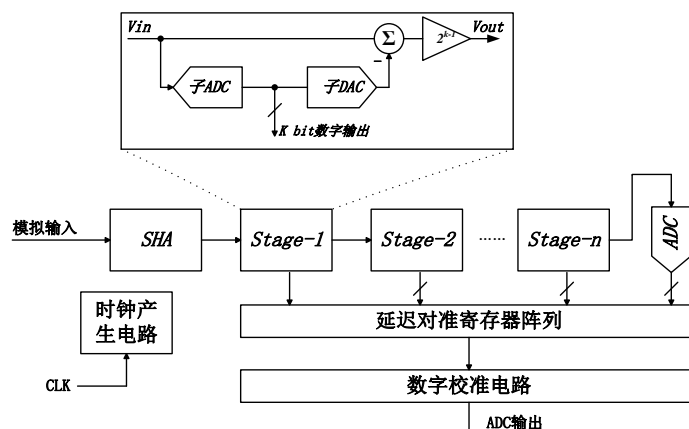 Vin
Vout
Σ
2^{k-1}
−
子ADC
子DAC
K bit数字输出
模拟输入
SHA
Stage-1
Stage-2
······
Stage-n
ADC
时钟产
生电路
延迟对准寄存器阵列
CLK
数字校准电路
ADC输出